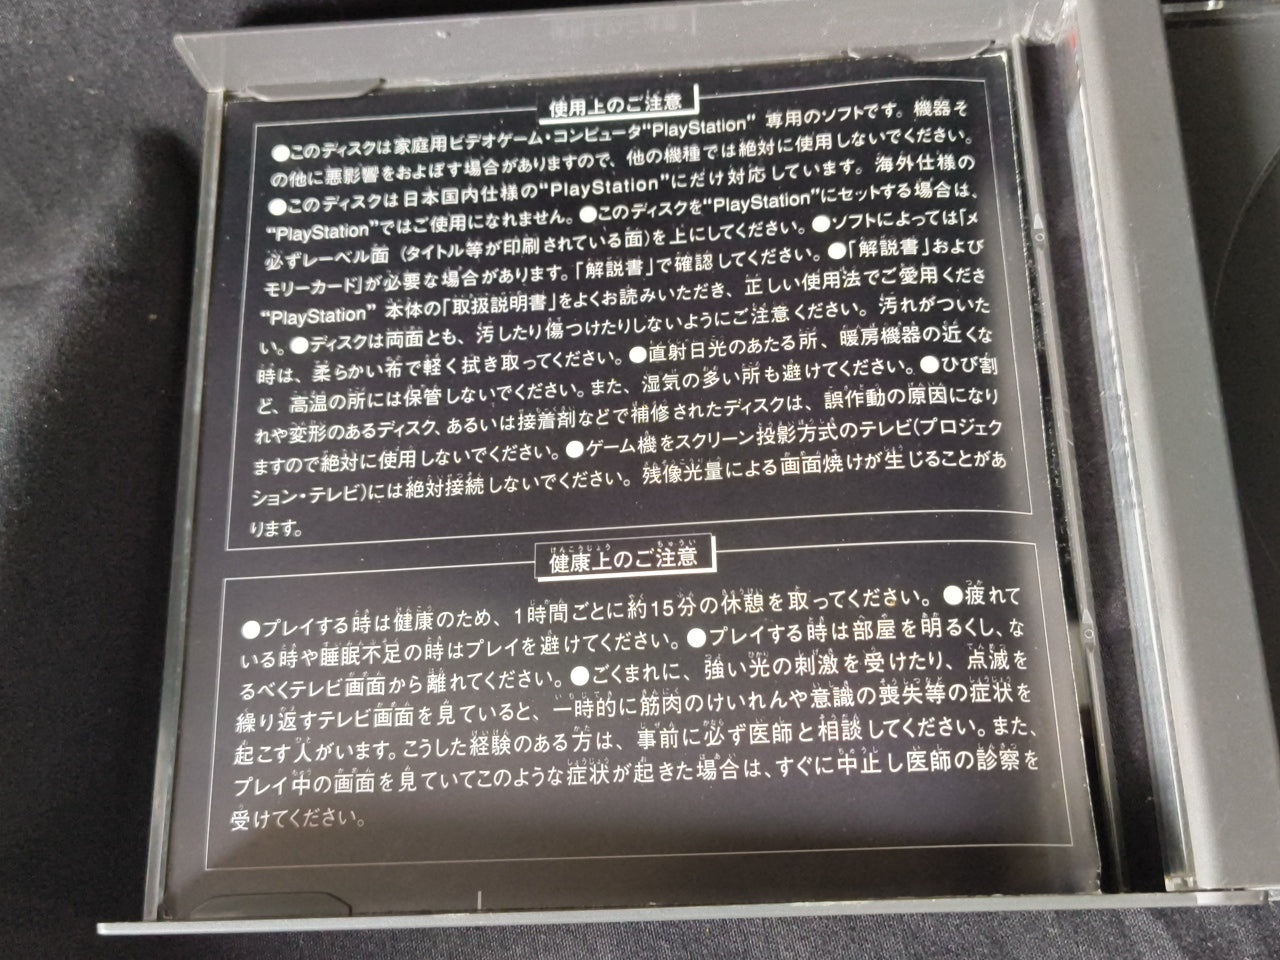 使用上のご注意
●このディスクは家庭用ビデオゲーム・コンピュータ“PlayStation” 専用のソフトです。機器そ
の他に悪影響をおよぼす場合がありますので、他の機種では絶対に使用しないでください。
●このディスクは日本国内仕様の“PlayStation”にだけ対応しています。海外仕様の
“PlayStation”ではご使用になれません。●このディスクを“PlayStation”にセットする場合は、
必ずレーベル面（タイトル等が印刷されている面）を上にしてください。●ソフトによっては「メ
モリーカード」が必要な場合があります。「解説書」で確認してください。●「解説書」および
“PlayStation” 本体の「取扱説明書」をよくお読みいただき、正しい使用法でご愛用くださ
い。●ディスクは両面とも、汚したり傷つけたりしないようにご注意ください。汚れがついた
時は、柔らかい布で軽く拭き取ってください。●直射日光のあたる所、暖房機器の近くな
ど、高温の所には保管しないでください。また、湿気の多い所も避けてください。●ひび割
れや変形のあるディスク、あるいは接着剤などで補修されたディスクは、誤作動の原因になり
ますので絶対に使用しないでください。●ゲーム機をスクリーン投影方式のテレビ（プロジェク
ション・テレビ）には絶対接続しないでください。残像光量による画面焼けが生じることがあ
ります。
健康上のご注意
●プレイする時は健康のため、1時間ごとに約15分の休憩を取ってください。●疲れて
いる時や睡眠不足の時はプレイを避けてください。●プレイする時は部屋を明るくし、な
るべくテレビ画面から離れてください。●ごくまれに、強い光の刺激を受けたり、点滅を
繰り返すテレビ画面を見ていると、一時的に筋肉のけいれんや意識の喪失等の症状を
起こす人がいます。こうした経験のある方は、事前に必ず医師と相談してください。また、
プレイ中の画面を見ていてこのような症状が起きた場合は、すぐに中止し医師の診察を
受けてください。